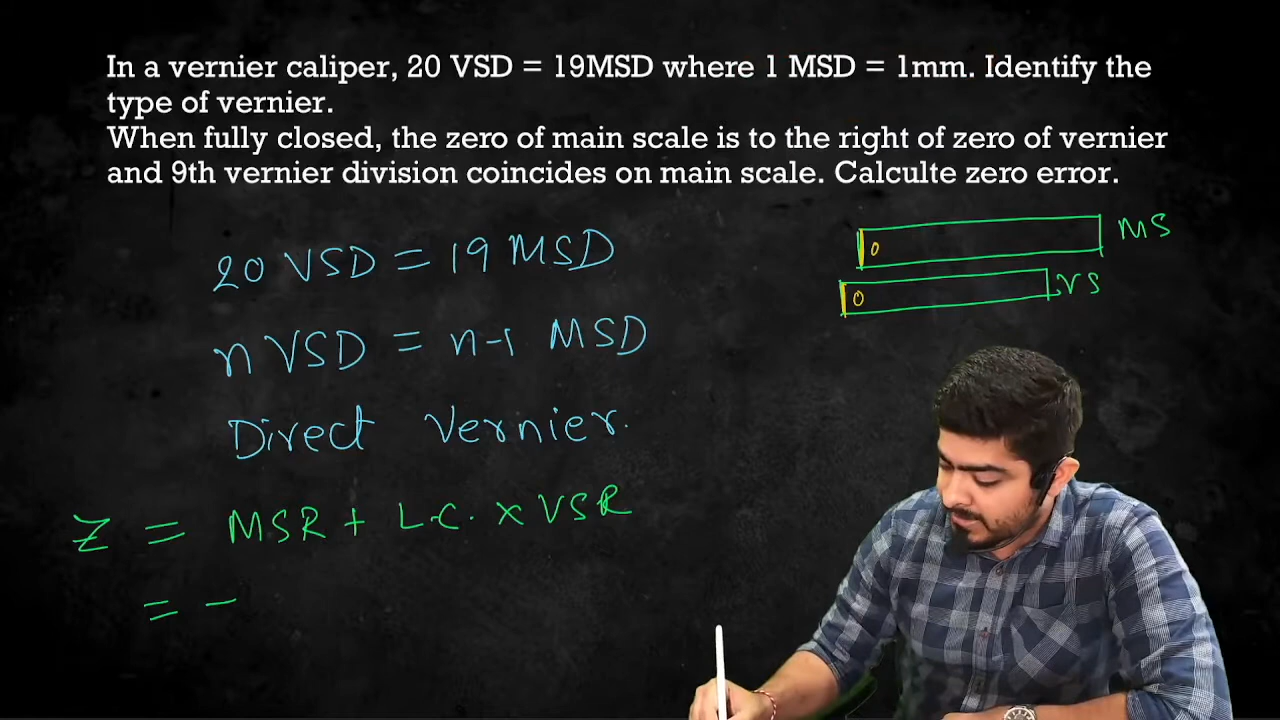 In a vernier caliper, 20 VSD = 19MSD where 1 MSD = 1mm. Identify the
type of vernier.
When fully closed, the zero of main scale is to the right of zero of vernier
and 9th vernier division coincides on main scale. Calculte zero error.
20 VSD = 19 MSD
0 MS
0 VS
n VSD = n-1 MSD
Direct Vernier.
Z = MSR + L.C. x VSR
= -